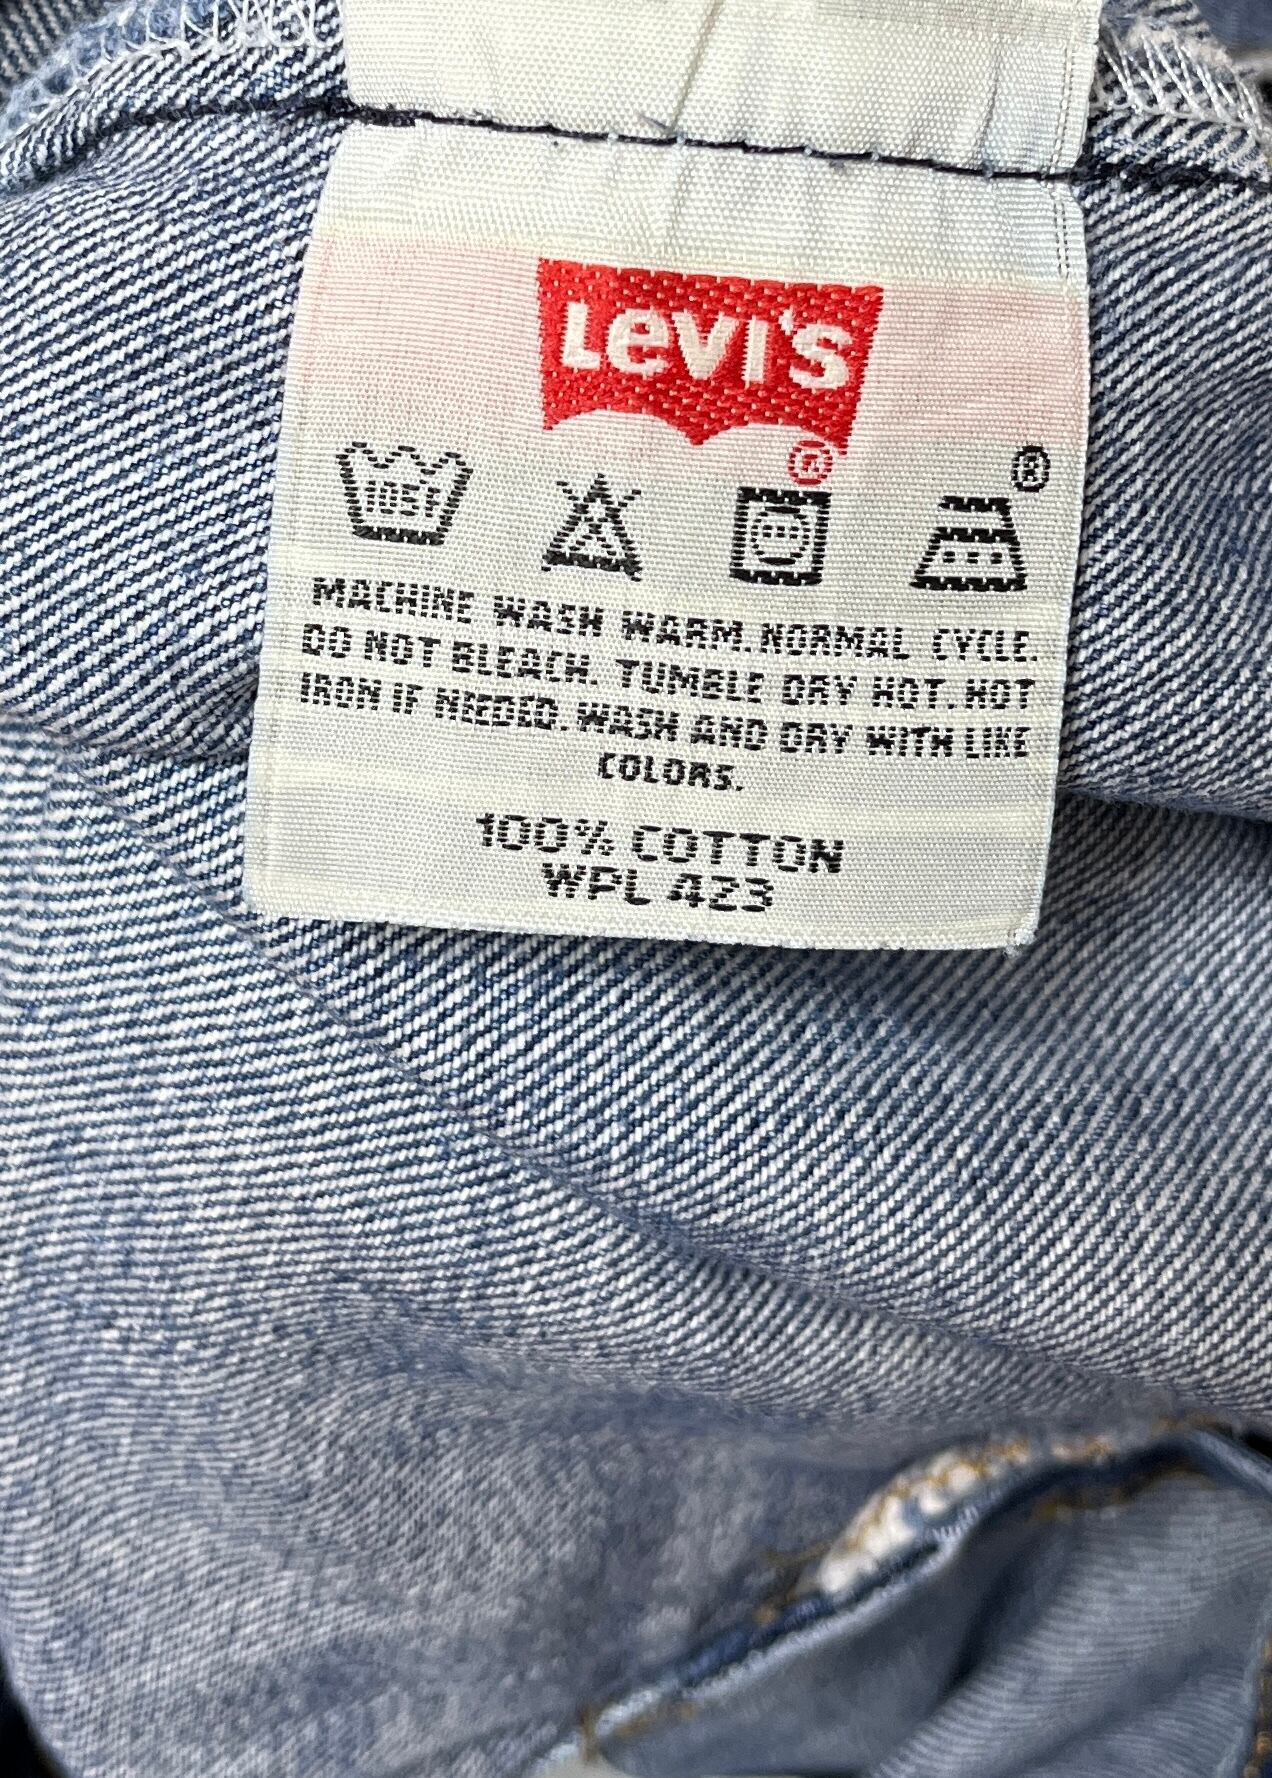 Levi's
®
®
105F
MACHINE WASH WARM. NORMAL CYCLE.
DO NOT BLEACH. TUMBLE DRY HOT. HOT
IRON IF NEEDED. WASH AND DRY WITH LIKE
COLORS.
100% COTTON
WPL 423